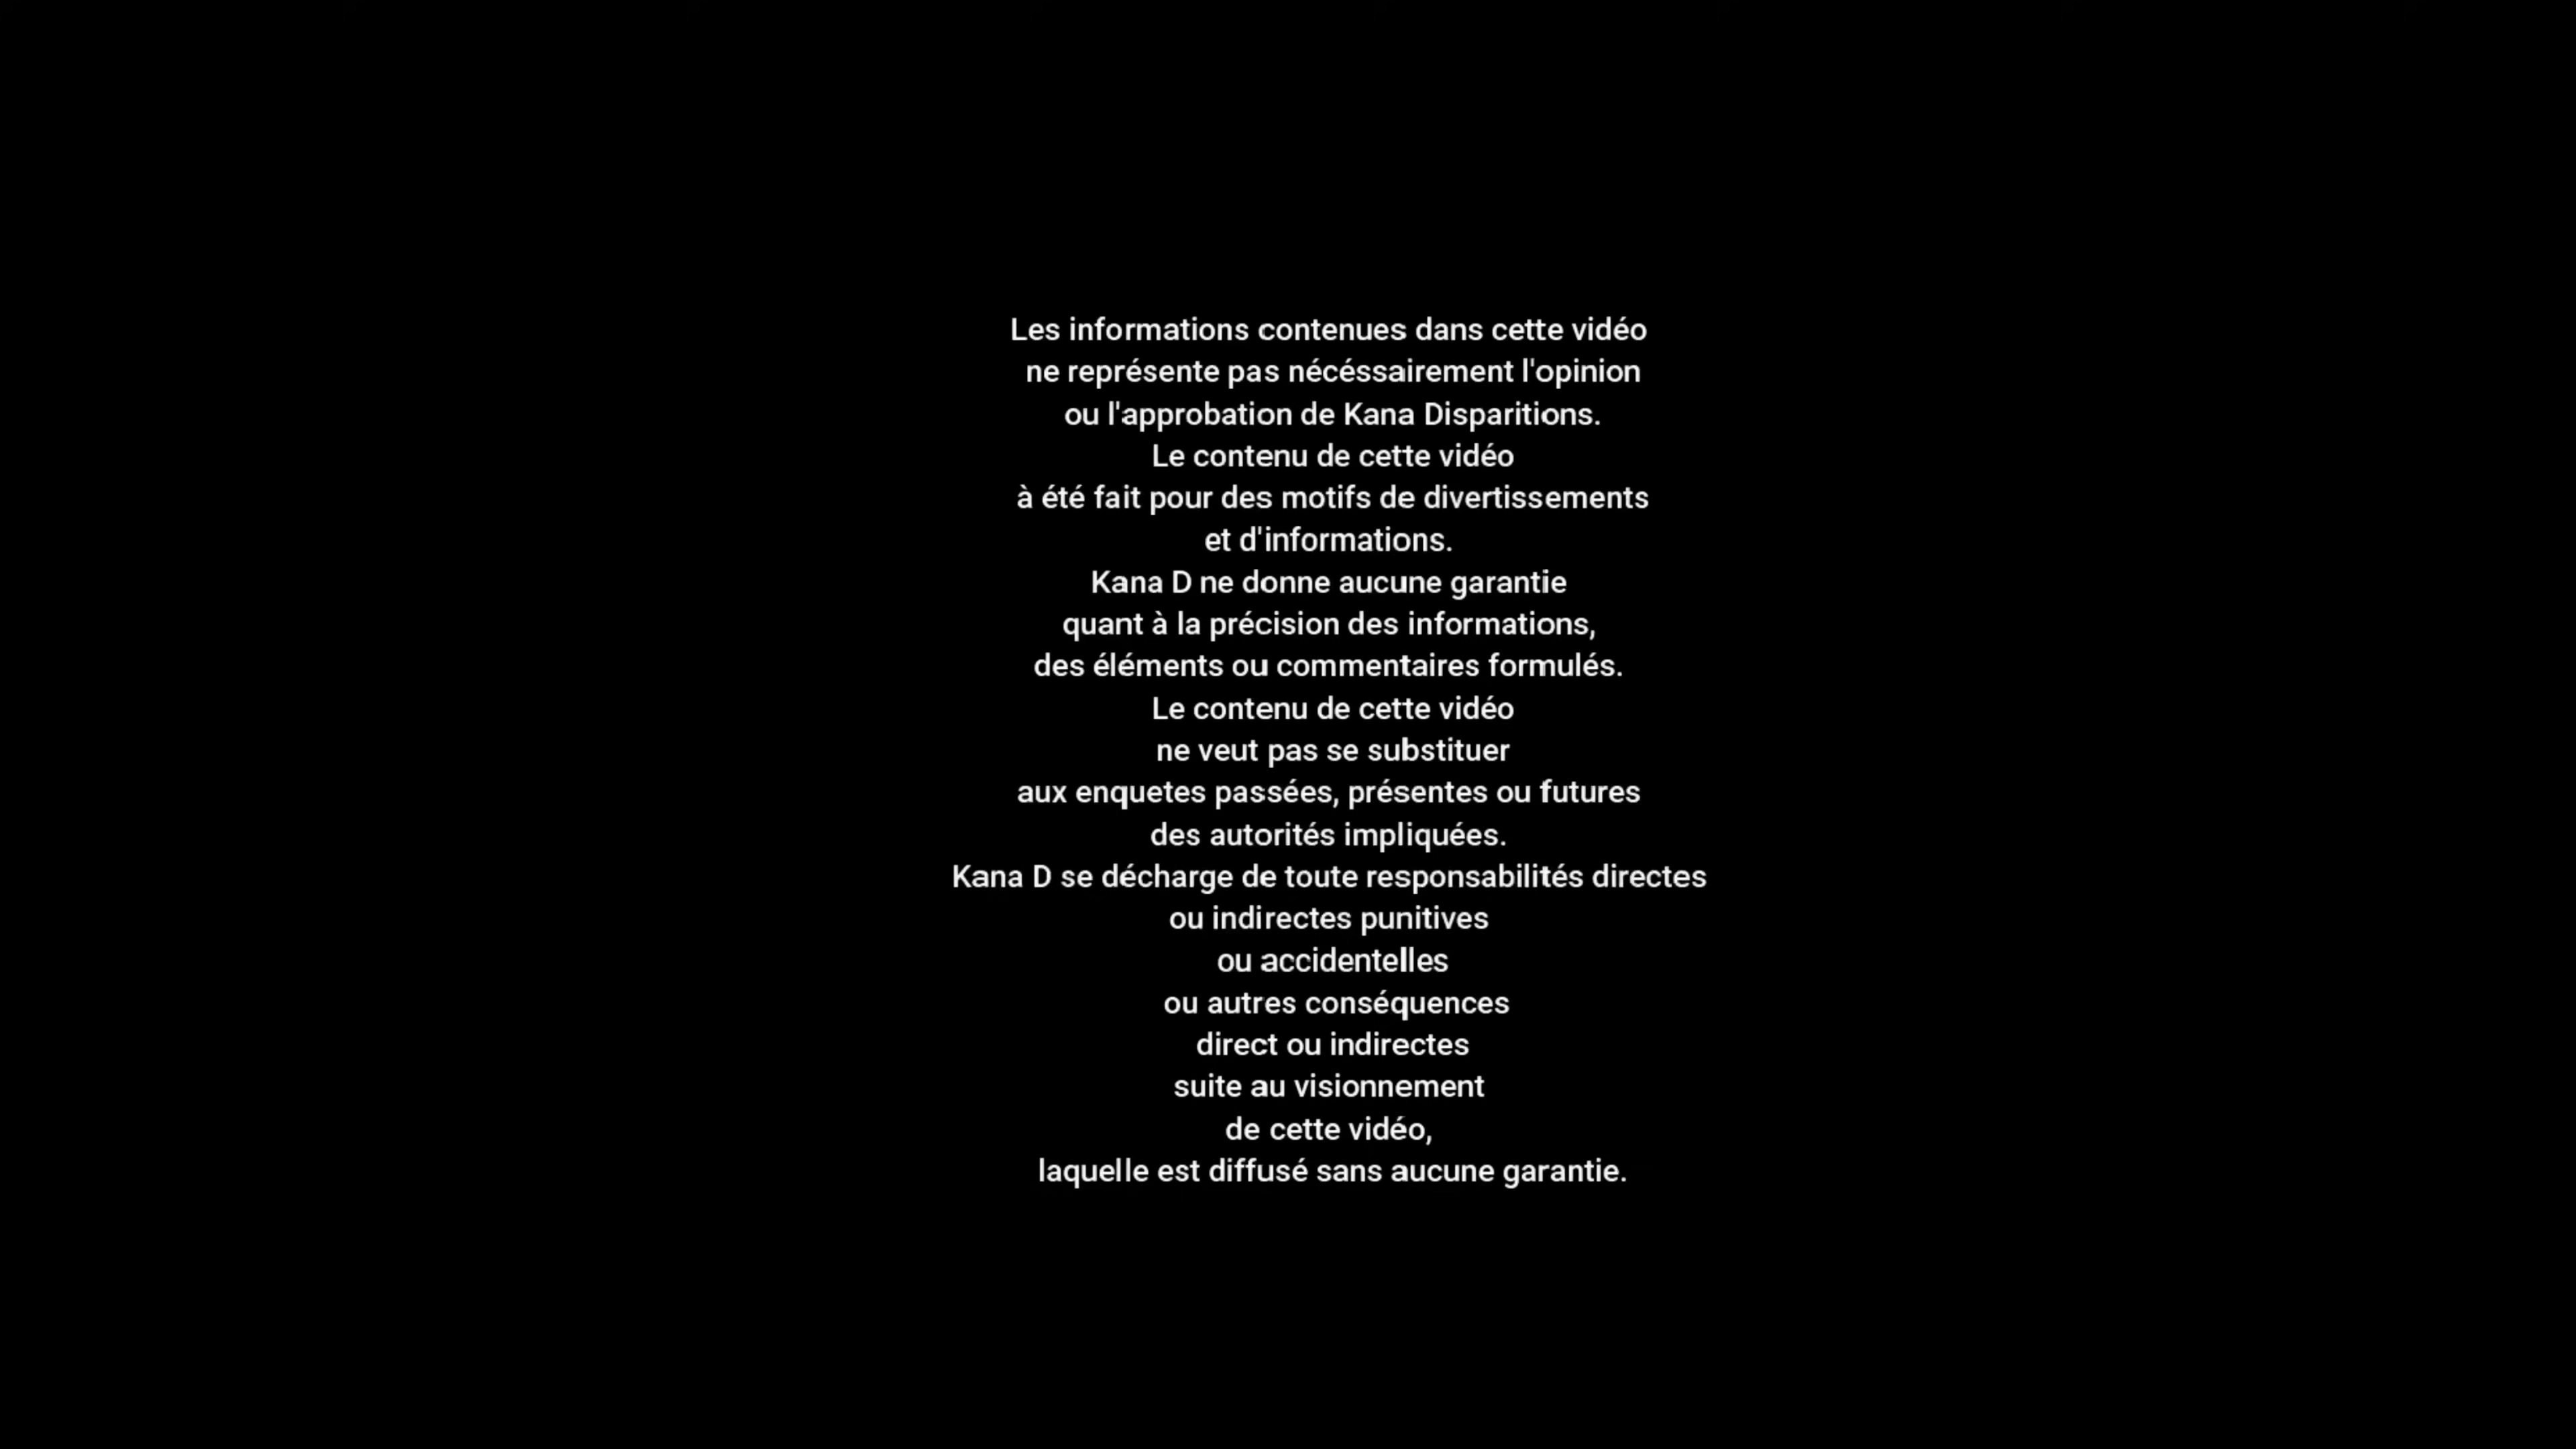 Les informations contenues dans cette vidéo
ne représente pas nécéssairement l'opinion
ou l'approbation de Kana Disparitions.
Le contenu de cette vidéo
à été fait pour des motifs de divertissements
et d'informations.
Kana D ne donne aucune garantie
quant à la précision des informations,
des éléments ou commentaires formulés.
Le contenu de cette vidéo
ne veut pas se substituer
aux enquetes passées, présentes ou futures
des autorités impliquées.
Kana D se décharge de toute responsabilités directes
ou indirectes punitives
ou accidentelles
ou autres conséquences
direct ou indirectes
suite au visionnement
de cette vidéo,
laquelle est diffusé sans aucune garantie.